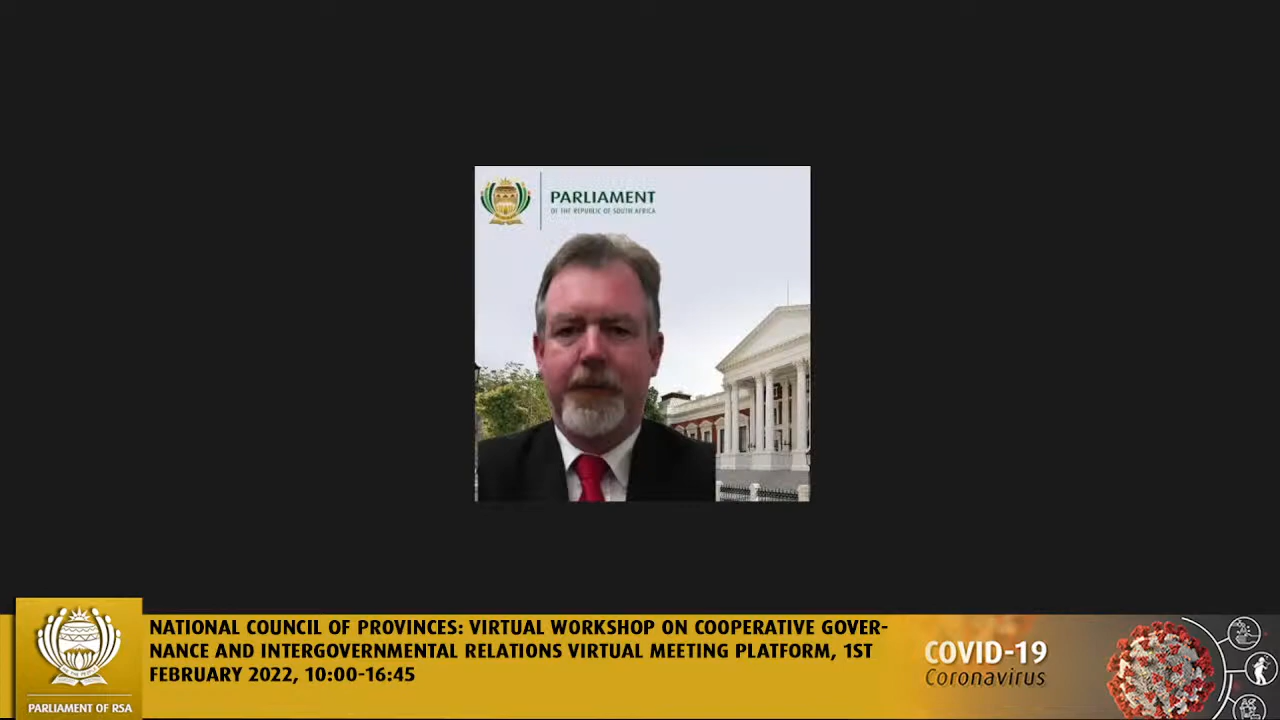 PARLIAMENT
OF THE REPUBLIC OF SOUTH AFRICA
NATIONAL COUNCIL OF PROVINCES: VIRTUAL WORKSHOP ON COOPERATIVE GOVER-
NANCE AND INTERGOVERNMENTAL RELATIONS VIRTUAL MEETING PLATFORM, 1ST
FEBRUARY 2022, 10:00-16:45
PARLIAMENT OF RSA
COVID-19
Coronavirus